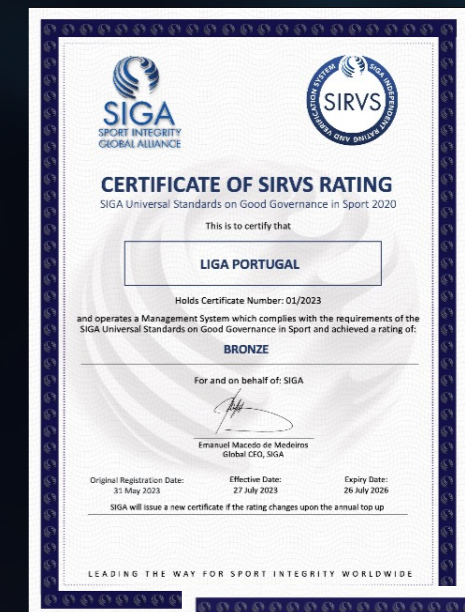 SIGA
SPORT INTEGRITY
GLOBAL ALLIANCE
SIGA INDEPENDENT RATING AND VERIFICATION SYSTEM
SIRVS
CERTIFICATE OF SIRVS RATING
SIGA Universal Standards on Good Governance in Sport 2020
This is to certify that
LIGA PORTUGAL
Holds Certificate Number: 01/2023
and operates a Management System which complies with the requirements of the
SIGA Universal Standards on Good Governance in Sport and achieved a rating of:
BRONZE
For and on behalf of: SIGA
Emanuel Macedo de Medeiros
Global CEO, SIGA
Original Registration Date: Effective Date: Expiry Date:
31 May 2023 27 July 2023 26 July 2026
SIGA will issue a new certificate if the rating changes upon the annual top up
LEADING THE WAY FOR SPORT INTEGRITY WORLDWIDE